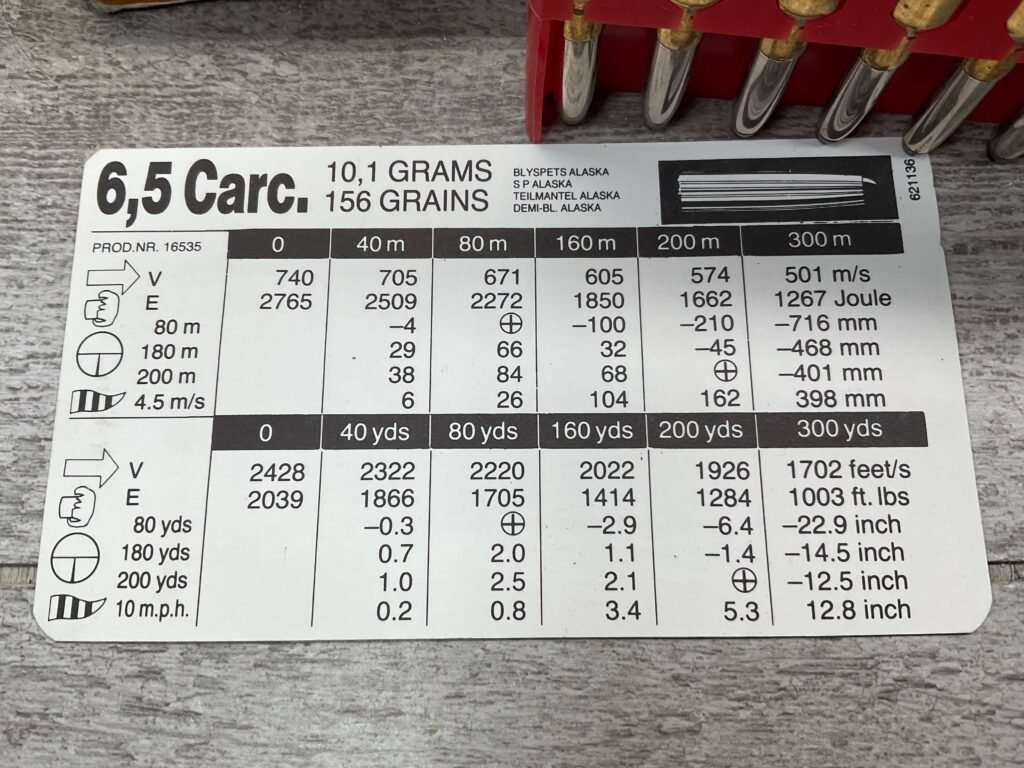 6,5 Carc. 10,1 GRAMS
156 GRAINS
BLYSPETS ALASKA
S P ALASKA
TEILMANTEL ALASKA
DEMI-BL. ALASKA
621136
PROD.NR. 16535 0 40 m 80 m 160 m 200 m 300 m
V 740 705 671 605 574 501 m/s
E 2765 2509 2272 1850 1662 1267 Joule
80 m –4 ⊕ –100 –210 –716 mm
180 m 29 66 32 –45 –468 mm
200 m 38 84 68 ⊕ –401 mm
4.5 m/s 6 26 104 162 398 mm
0 40 yds 80 yds 160 yds 200 yds 300 yds
V 2428 2322 2220 2022 1926 1702 feet/s
E 2039 1866 1705 1414 1284 1003 ft. lbs
80 yds –0.3 ⊕ –2.9 –6.4 –22.9 inch
180 yds 0.7 2.0 1.1 –1.4 –14.5 inch
200 yds 1.0 2.5 2.1 ⊕ –12.5 inch
10 m.p.h. 0.2 0.8 3.4 5.3 12.8 inch